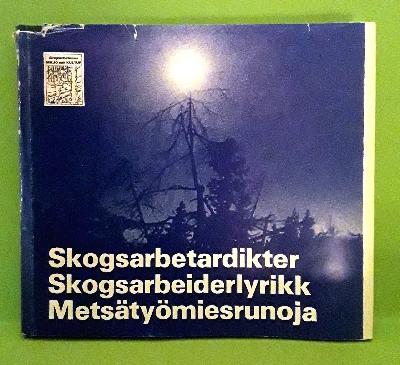 Skogsarbetardikter
Skogsarbeiderlyrikk
Metsätyömiesrunoja